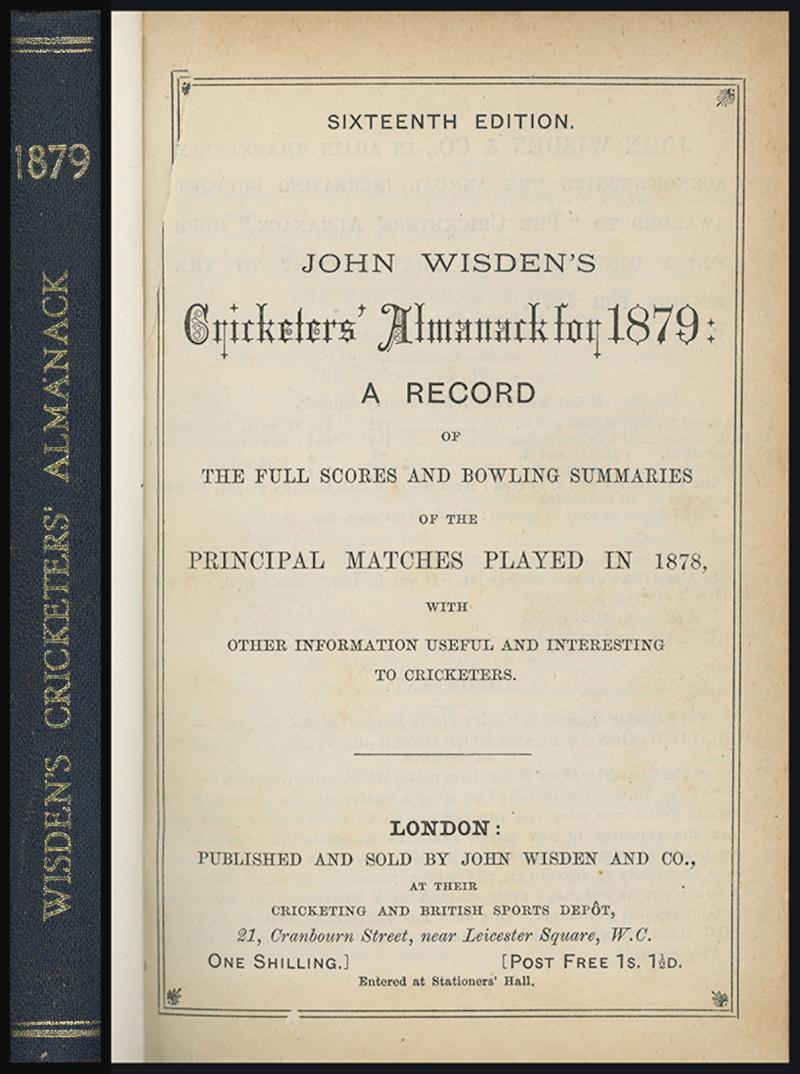 1879
WISDEN'S CRICKETERS' ALMANACK
SIXTEENTH EDITION.
JOHN WISDEN'S
Cricketers' Almanack for 1879:
A RECORD
OF
THE FULL SCORES AND BOWLING SUMMARIES
OF THE
PRINCIPAL MATCHES PLAYED IN 1878,
WITH
OTHER INFORMATION USEFUL AND INTERESTING
TO CRICKETERS.
LONDON:
PUBLISHED AND SOLD BY JOHN WISDEN AND CO.,
AT THEIR
CRICKETING AND BRITISH SPORTS DEPÔT,
21, Cranbourn Street, near Leicester Square, W.C.
ONE SHILLING.] [POST FREE 1S. 1½D.
Entered at Stationers' Hall.